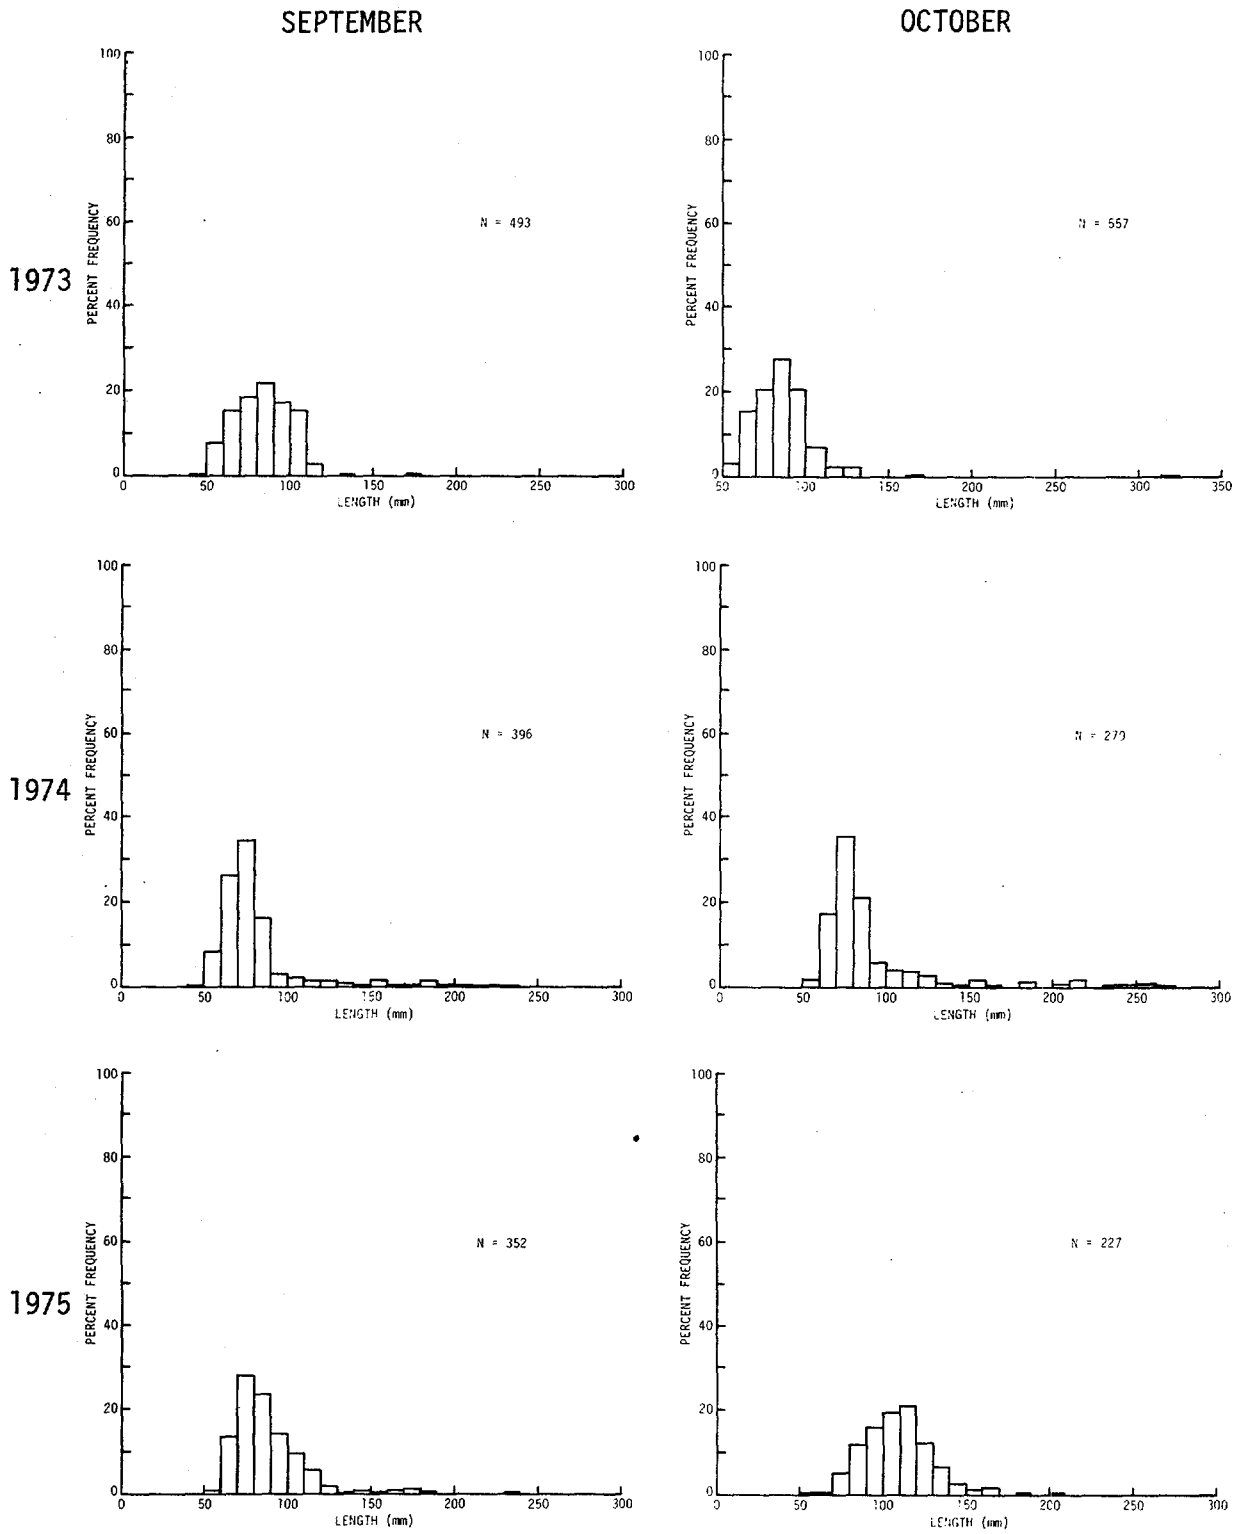 SEPTEMBER OCTOBER
1973
100
80
60
40
20
0
PERCENT FREQUENCY
N = 493
0 50 100 150 200 250 300
LENGTH (mm)
100
80
60
40
20
0
PERCENT FREQUENCY
N = 557
50 100 150 200 250 300 350
LENGTH (mm)
1974
100
80
60
40
20
0
PERCENT FREQUENCY
N = 396
0 50 100 150 200 250 300
LENGTH (mm)
100
80
60
40
20
0
PERCENT FREQUENCY
N = 279
0 50 100 150 200 250 300
LENGTH (mm)
1975
100
80
60
40
20
0
PERCENT FREQUENCY
N = 352
0 50 100 150 200 250 300
LENGTH (mm)
100
80
60
40
20
0
PERCENT FREQUENCY
N = 227
0 50 100 150 200 250 300
LENGTH (mm)